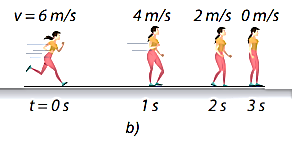 v = 6 m/s 4 m/s 2 m/s 0 m/s
t = 0 s 1 s 2 s 3 s
b)